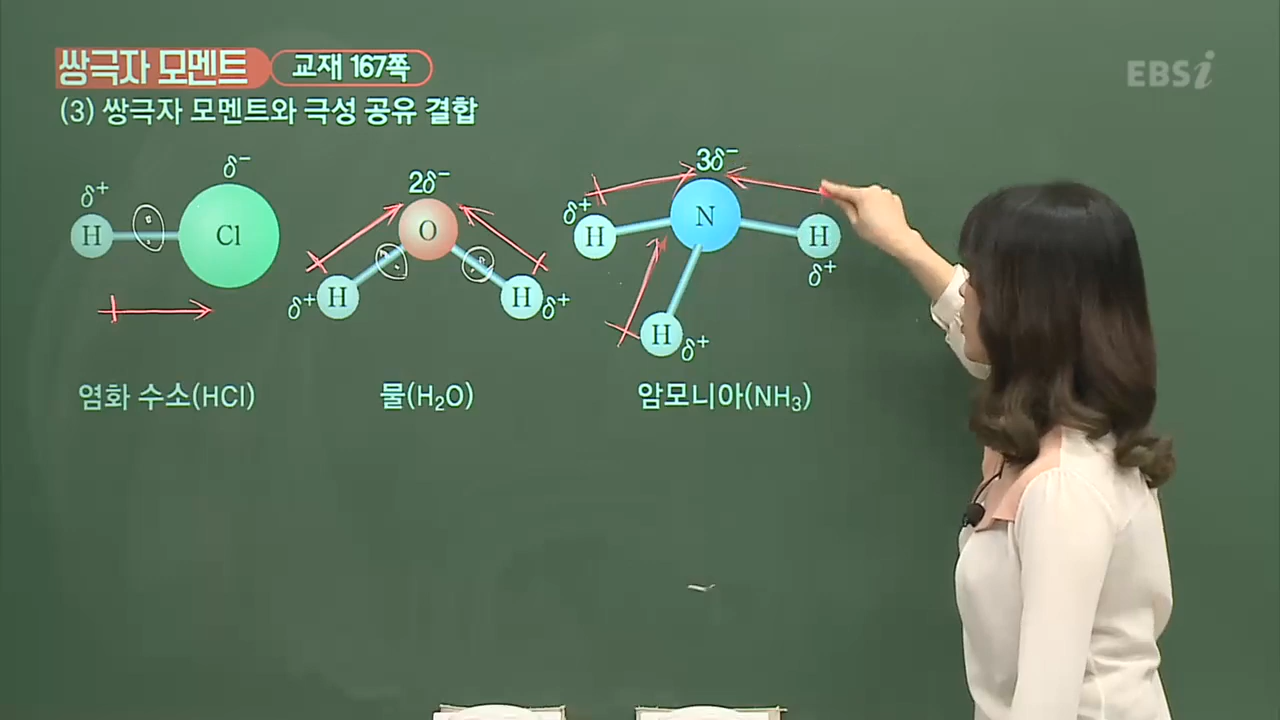 쌍극자 모멘트 교재 167쪽
EBSi
(3) 쌍극자 모멘트와 극성 공유 결합
δ⁺ H δ⁻ Cl
2δ⁻ O δ⁺ H H δ⁺
3δ⁻ N δ⁺ H H δ⁺ H δ⁺
염화 수소(HCl)
물(H₂O)
암모니아(NH₃)